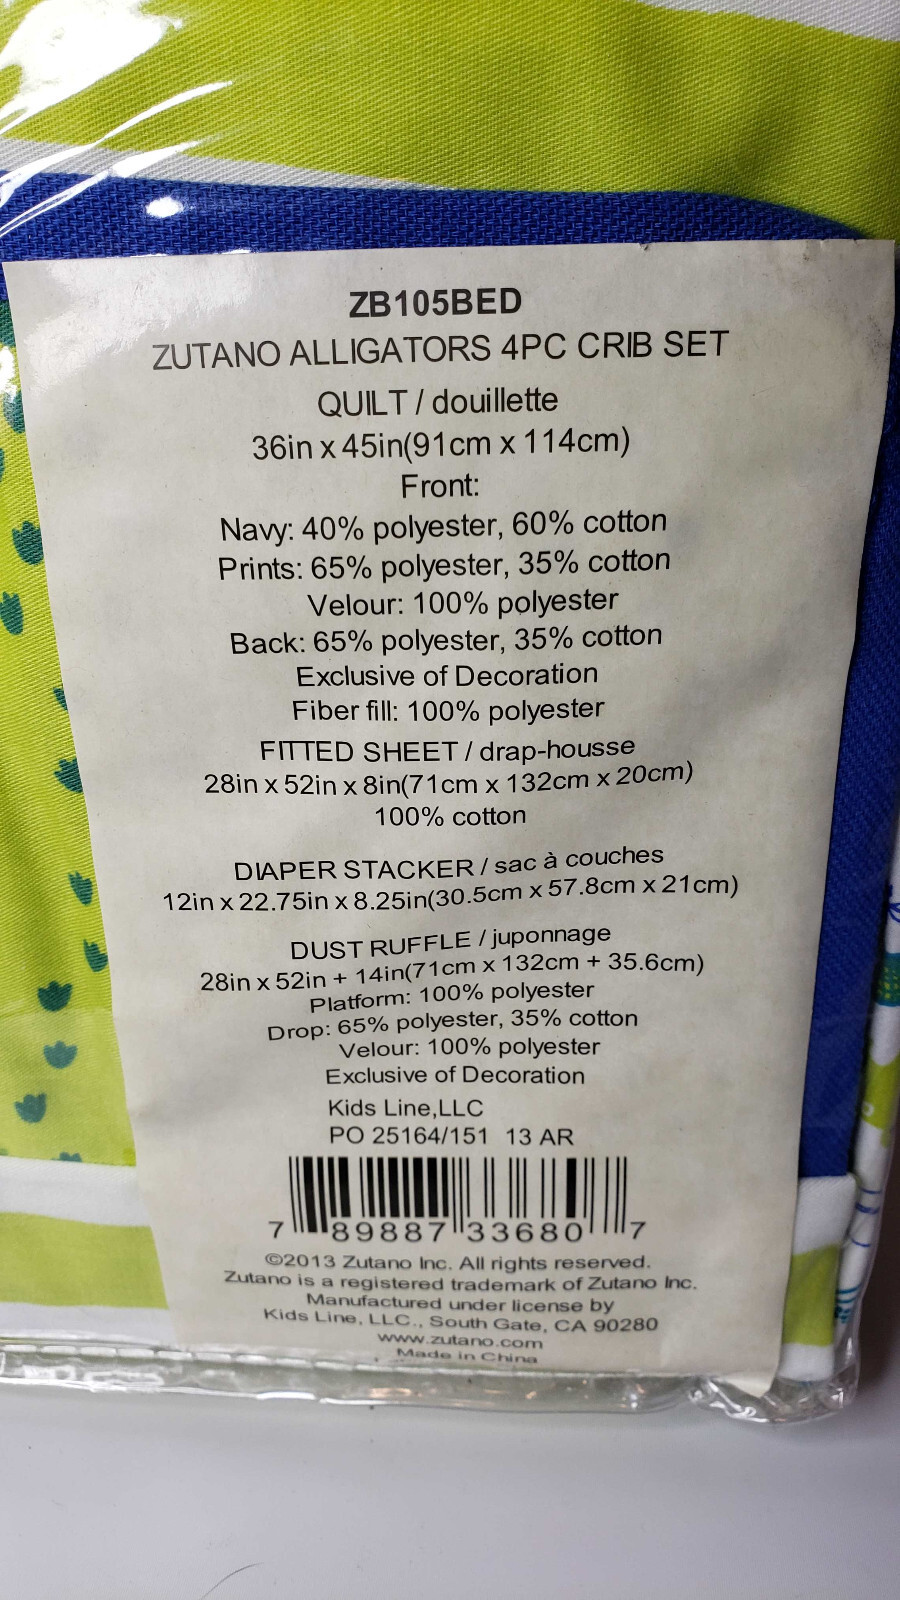 ZB105BED
ZUTANO ALLIGATORS 4PC CRIB SET
QUILT / douillette
36in x 45in(91cm x 114cm)
Front:
Navy: 40% polyester, 60% cotton
Prints: 65% polyester, 35% cotton
Velour: 100% polyester
Back: 65% polyester, 35% cotton
Exclusive of Decoration
Fiber fill: 100% polyester
FITTED SHEET / drap-housse
28in x 52in x 8in(71cm x 132cm x 20cm)
100% cotton
DIAPER STACKER / sac à couches
12in x 22.75in x 8.25in(30.5cm x 57.8cm x 21cm)
DUST RUFFLE / juponnage
28in x 52in + 14in(71cm x 132cm + 35.6cm)
Platform: 100% polyester
Drop: 65% polyester, 35% cotton
Velour: 100% polyester
Exclusive of Decoration
Kids Line,LLC
PO 25164/151 13 AR
7 89887 33680 7
©2013 Zutano Inc. All rights reserved.
Zutano is a registered trademark of Zutano Inc.
Manufactured under license by
Kids Line, LLC., South Gate, CA 90280
www.zutano.com
Made in China